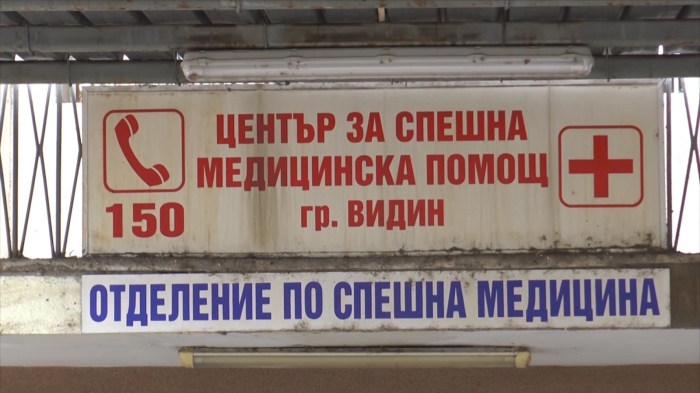 ЦЕНТЪР ЗА СПЕШНА
МЕДИЦИНСКА ПОМОЩ
150
гр. ВИДИН
ОТДЕЛЕНИЕ ПО СПЕШНА МЕДИЦИНА